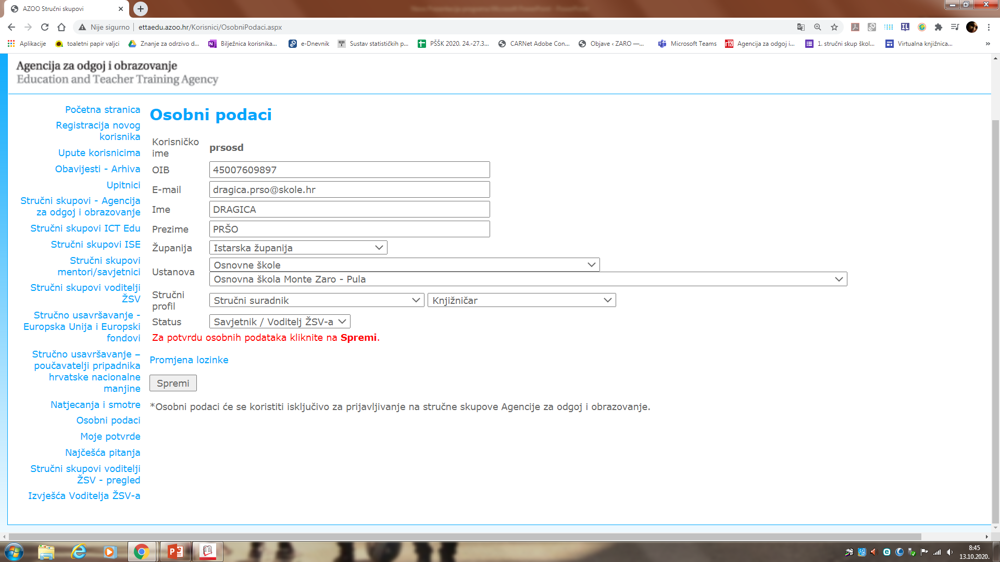 AZOO Stručni skupovi
Nije sigurno
ettaedu.azoo.hr/Korisnici/OsobniPodaci.aspx
Aplikacije
toaletni papir valjci
Znanje za odrzivo d...
Bilježnica korisnika...
e-Dnevnik
Sustav statističkih p...
PŠŠK 2020. 24.-27.3...
CARNet Adobe Con...
Objave ‹ ZARO —...
Microsoft Teams
Agencija za odgoj i...
1. stručni skup škol...
Virtualna knjižnica...
Agencija za odgoj i obrazovanje
Education and Teacher Training Agency
Početna stranica
Registracija novog
korisnika
Upute korisnicima
Obavijesti - Arhiva
Upitnici
Stručni skupovi - Agencija
za odgoj i obrazovanje
Stručni skupovi ICT Edu
Stručni skupovi ISE
Stručni skupovi
mentori/savjetnici
Stručni skupovi voditelji
ŽSV
Stručno usavršavanje -
Europska Unija i Europski
fondovi
Stručno usavršavanje –
poučavatelji pripadnika
hrvatske nacionalne
manjine
Natjecanja i smotre
Osobni podaci
Moje potvrde
Najčešća pitanja
Stručni skupovi voditelji
ŽSV - pregled
Izvješća Voditelja ŽSV-a
Osobni podaci
Korisničko
ime
prsosd
OIB
45007609897
E-mail
dragica.prso@skole.hr
Ime
DRAGICA
Prezime
PRŠO
Županija
Istarska županija
Ustanova
Osnovne škole
Osnovna škola Monte Zaro - Pula
Stručni
profil
Stručni suradnik
Knjižničar
Status
Savjetnik / Voditelj ŽSV-a
Za potvrdu osobnih podataka kliknite na Spremi.
Promjena lozinke
Spremi
*Osobni podaci će se koristiti isključivo za prijavljivanje na stručne skupove Agencije za odgoj i obrazovanje.
8:45
13.10.2020.